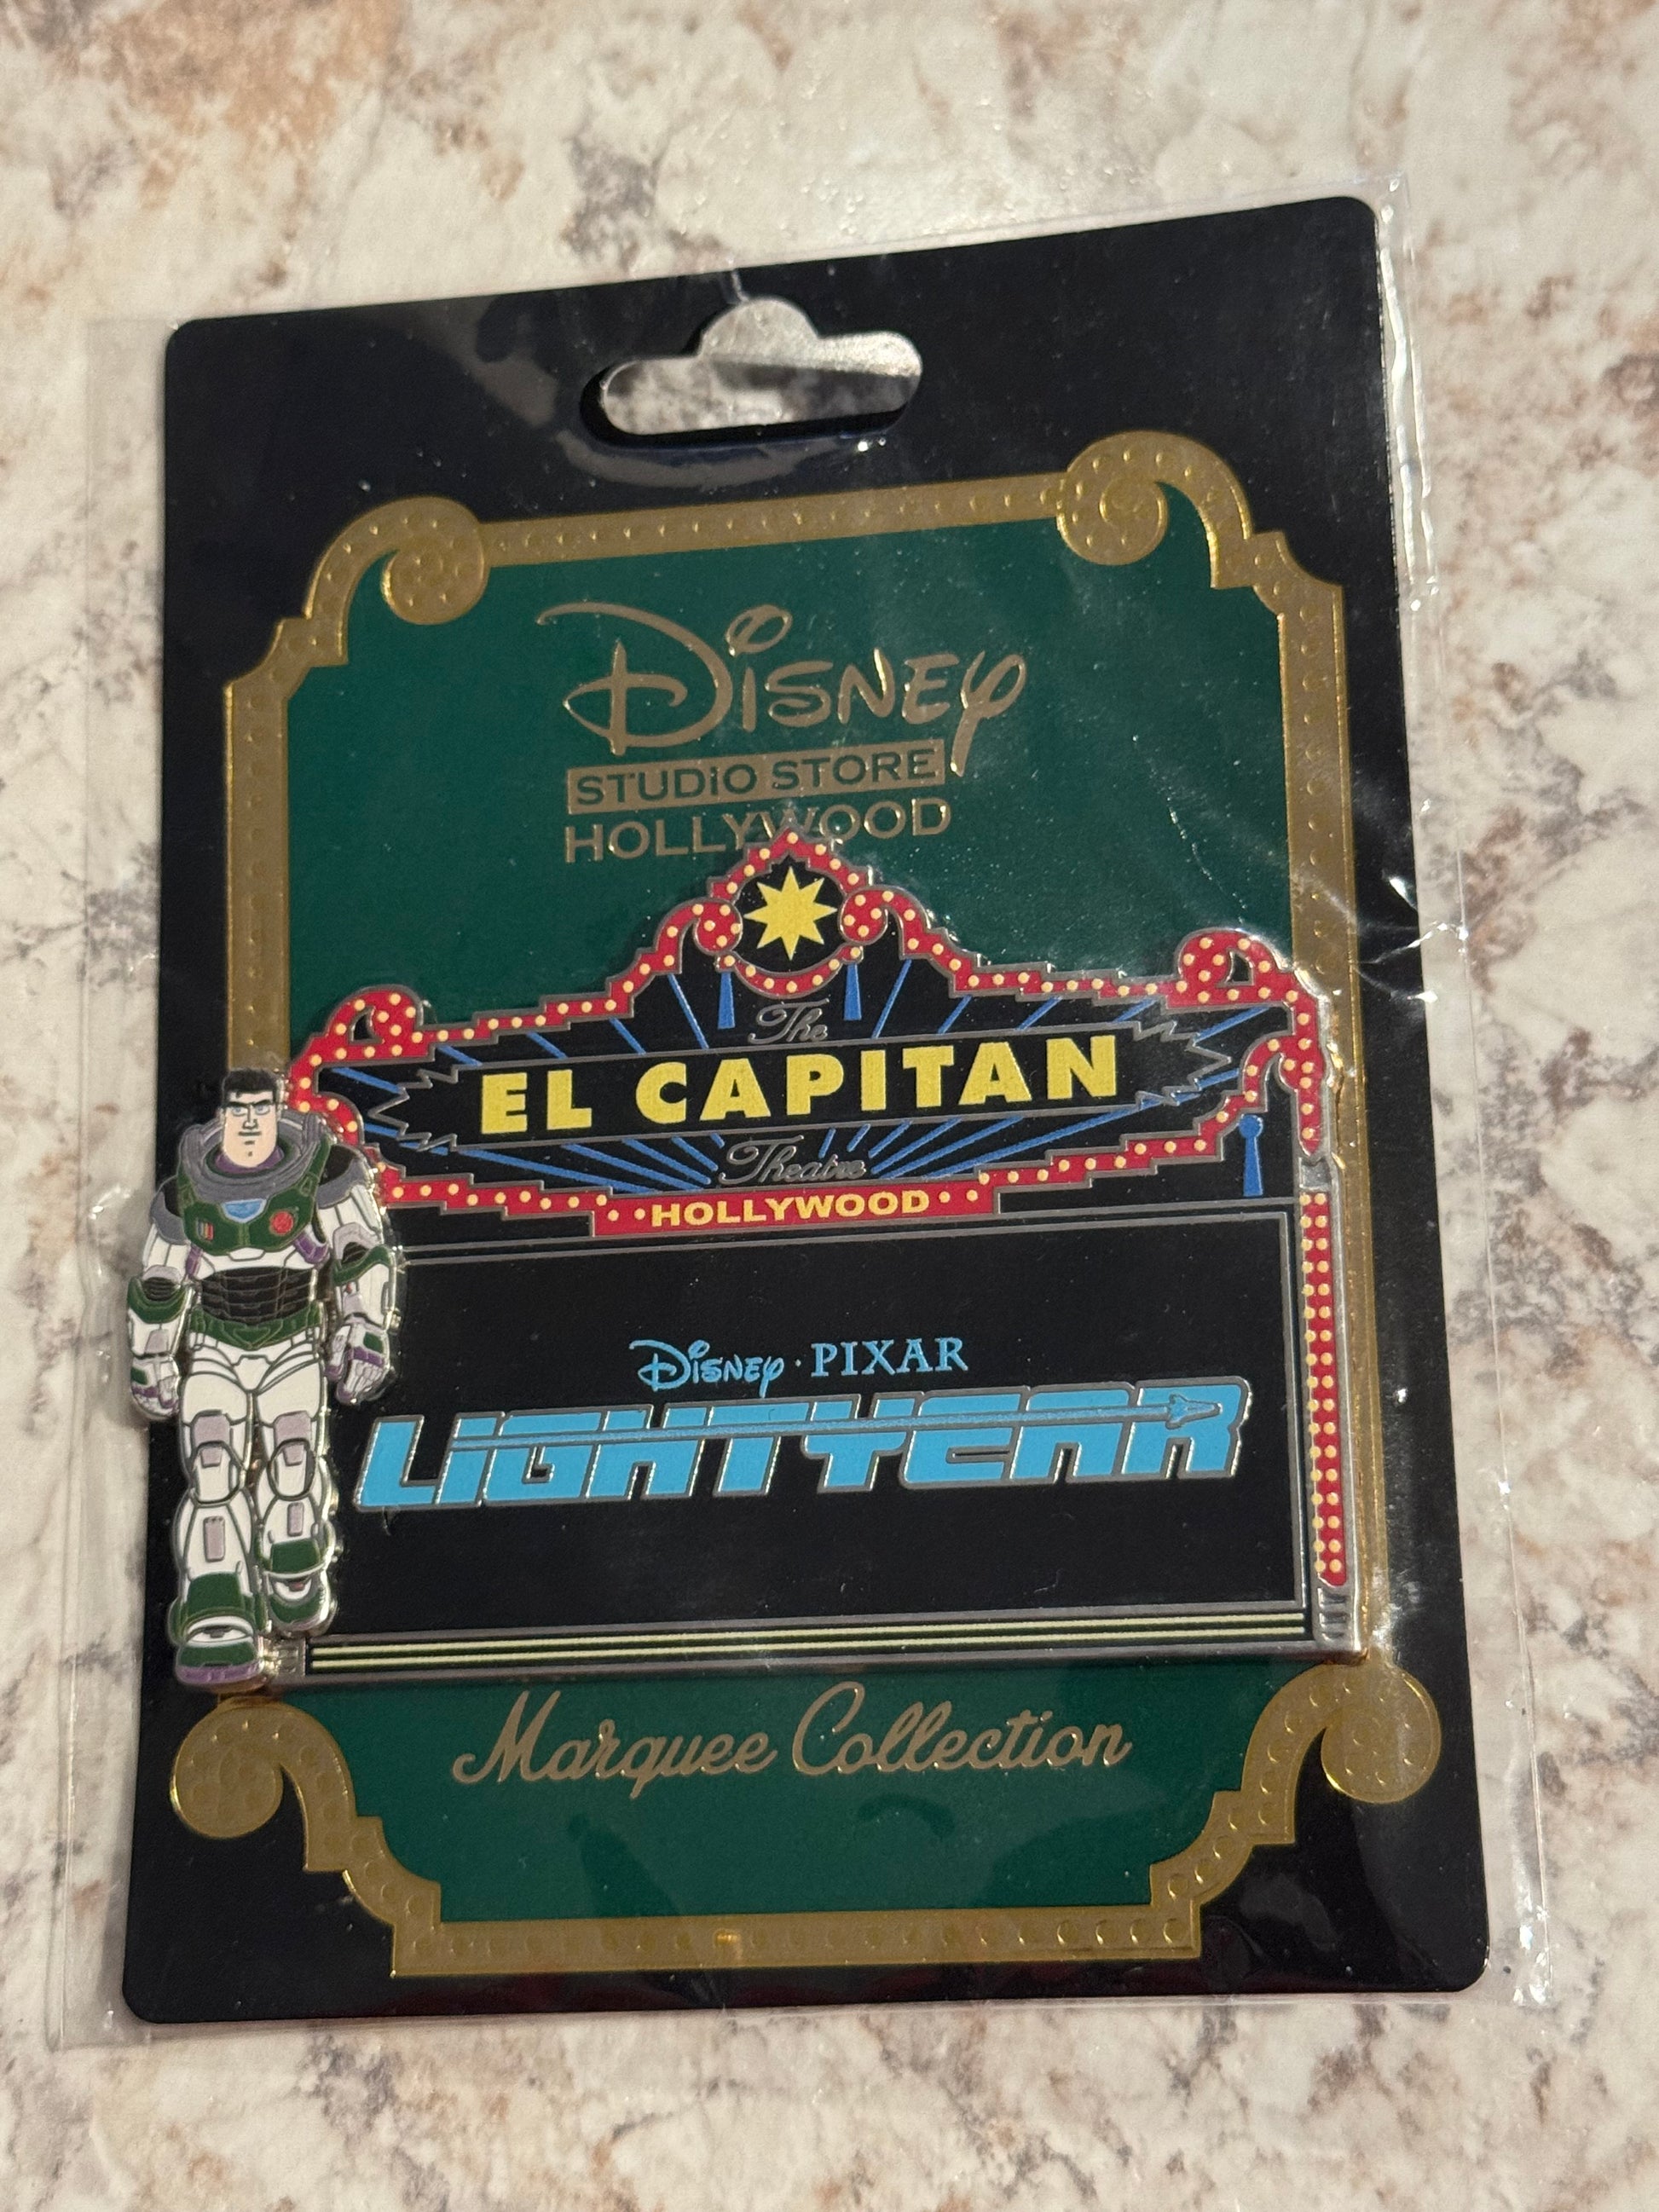 Disney
STUDiO STORE
HOLLYWOOD
The
EL CAPITAN
Theatre
HOLLYWOOD
Disney · PIXAR
LIGHTYEAR
Marquee Collection